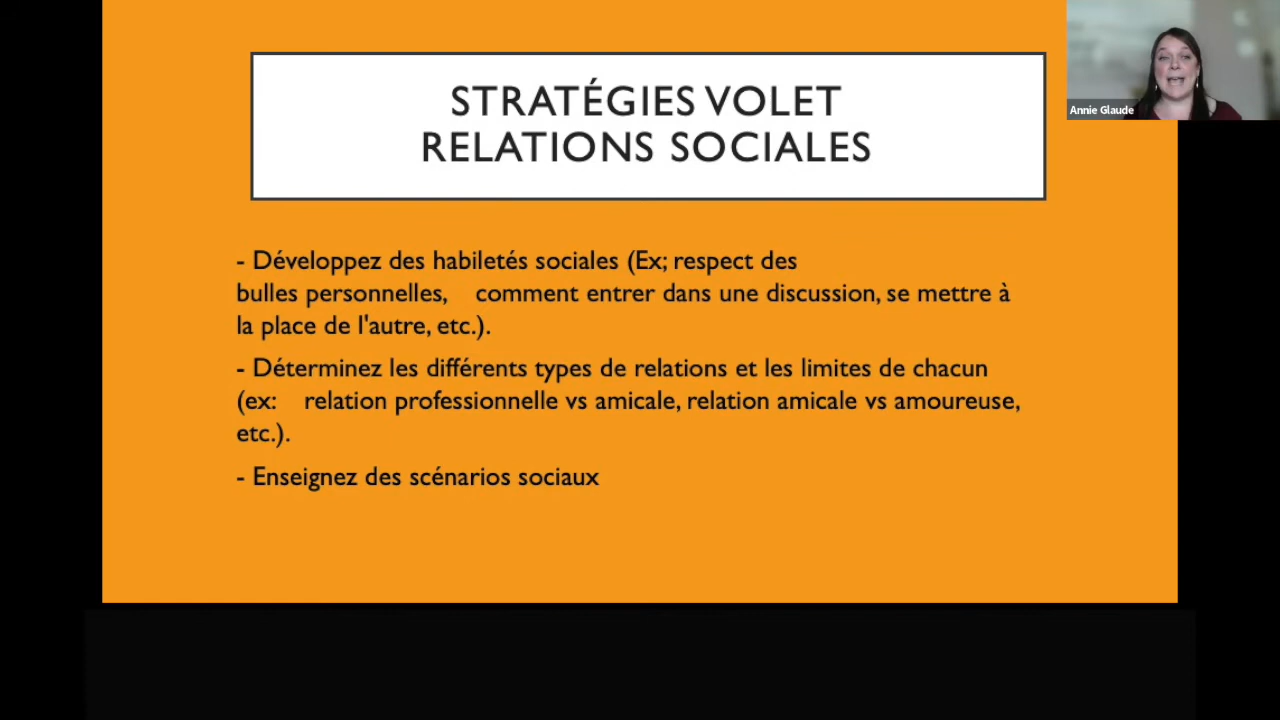 STRATÉGIES VOLET
RELATIONS SOCIALES
Annie Glaude
- Développez des habiletés sociales (Ex; respect des
bulles personnelles, comment entrer dans une discussion, se mettre à
la place de l'autre, etc.).
- Déterminez les différents types de relations et les limites de chacun
(ex: relation professionnelle vs amicale, relation amicale vs amoureuse,
etc.).
- Enseignez des scénarios sociaux